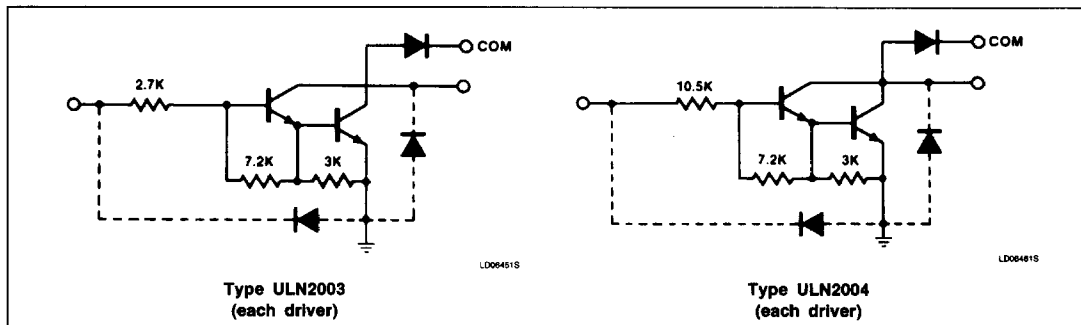 COM
2.7K
7.2K
3K
LD06451S
Type ULN2003
(each driver)
COM
10.5K
7.2K
3K
LD06461S
Type ULN2004
(each driver)